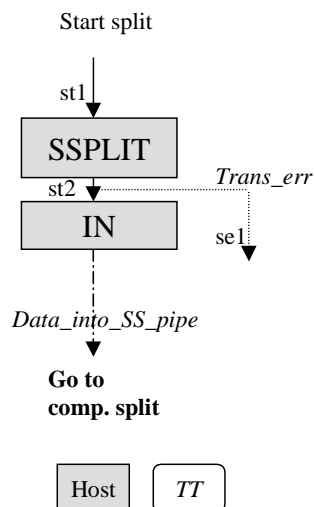 Start split
st1
SSPLIT
st2
Trans_err
IN
se1
Data_into_SS_pipe
Go to
comp. split
Host
TT